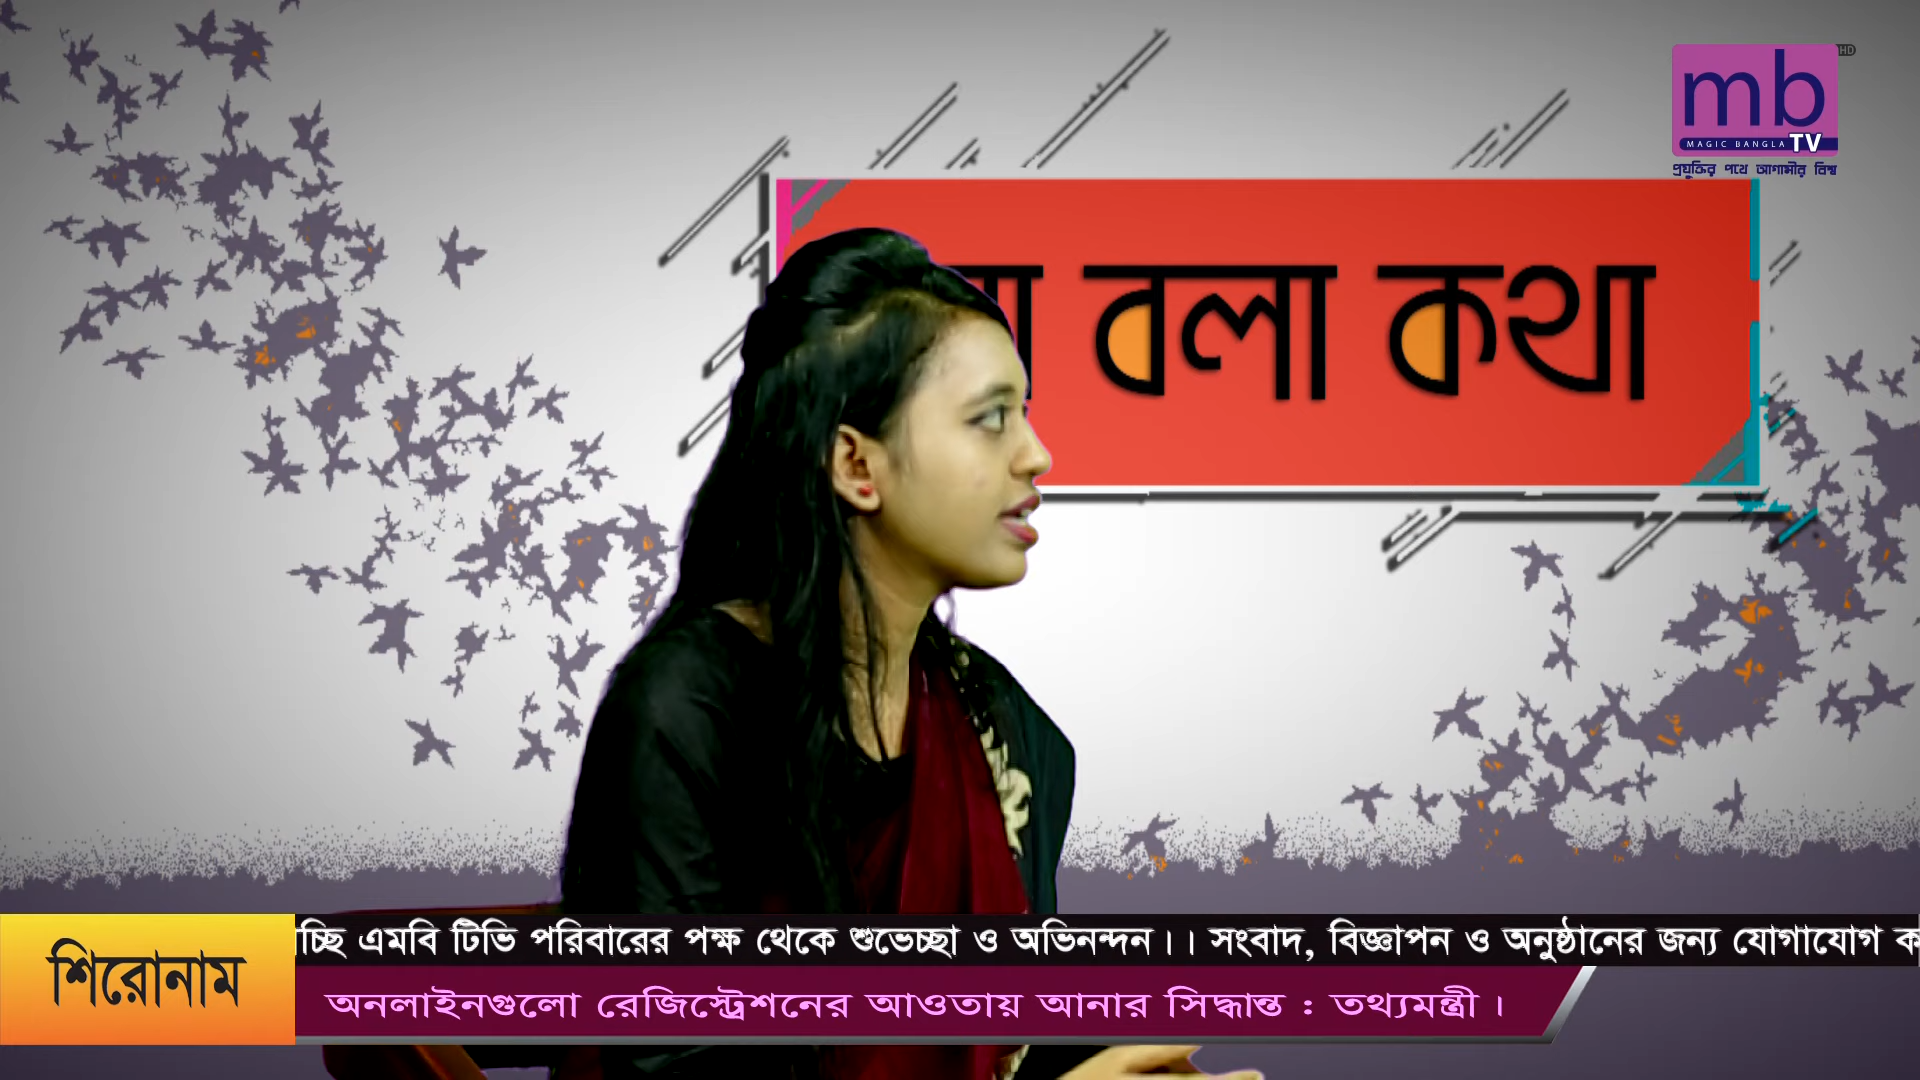 mb
HD
MAGIC BANGLA TV
প্রযুক্তির পথে আগামীর বিশ্ব
বলা কথা
শিরোনাম
এমবি টিভি পরিবারের পক্ষ থেকে শুভেচ্ছা ও অভিনন্দন।। সংবাদ, বিজ্ঞাপন ও অনুষ্ঠানের জন্য যোগাযোগ
অনলাইনগুলো রেজিস্ট্রেশনের আওতায় আনার সিদ্ধান্ত : তথ্যমন্ত্রী।